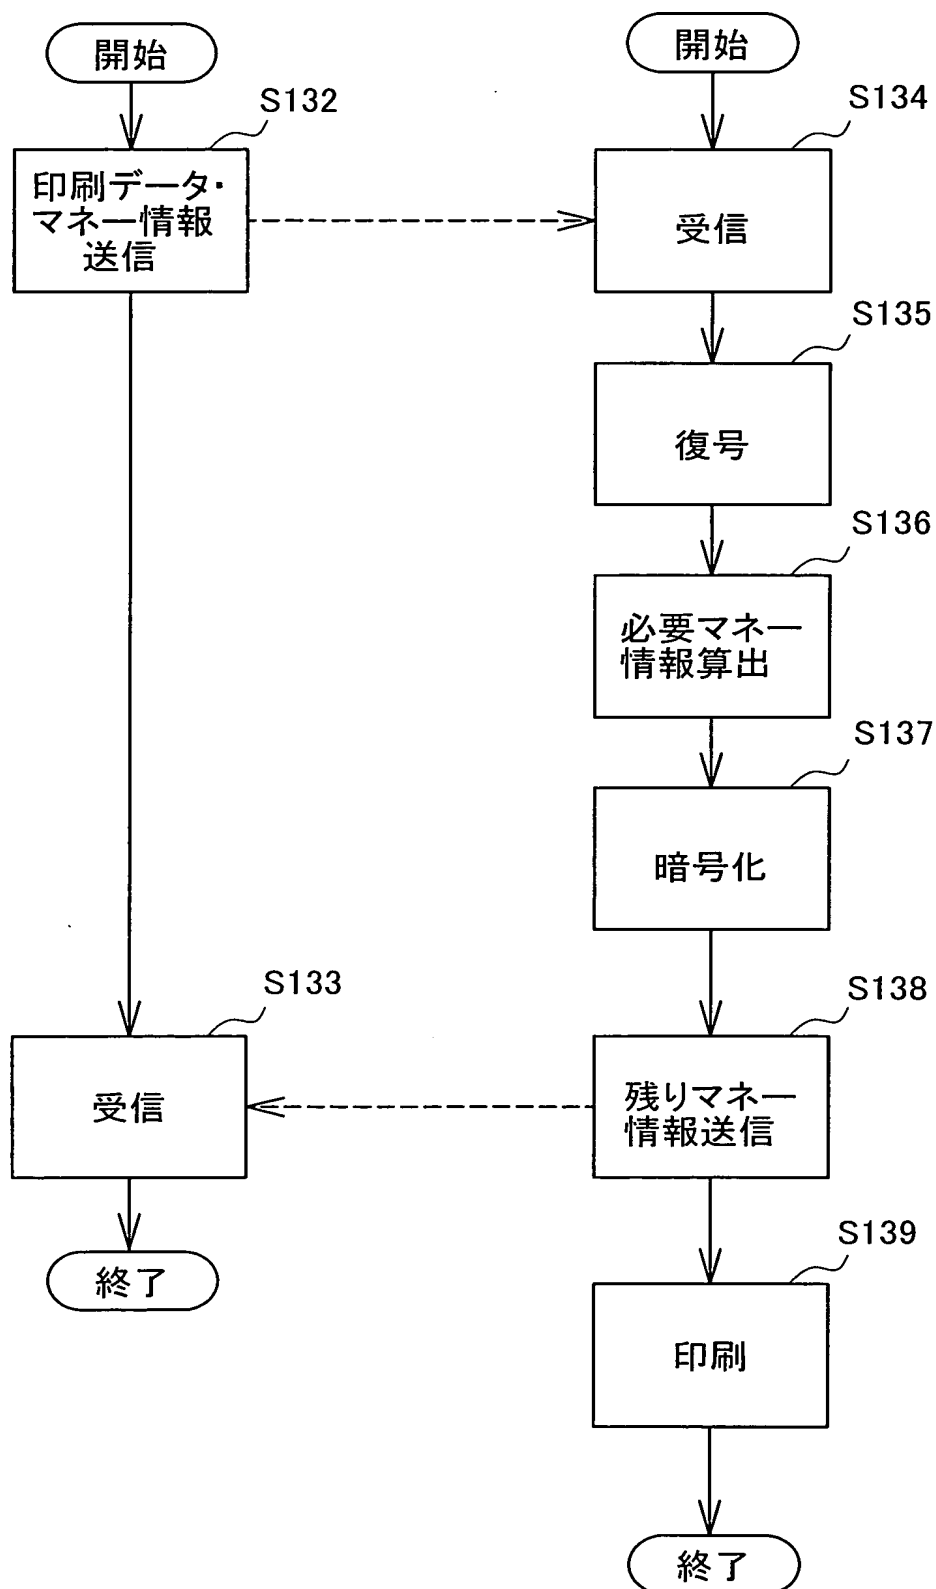 開始
S132
印刷データ・
マネー情報
送信
S133
受信
終了
開始
S134
受信
S135
復号
S136
必要マネー
情報算出
S137
暗号化
S138
残りマネー
情報送信
S139
印刷
終了